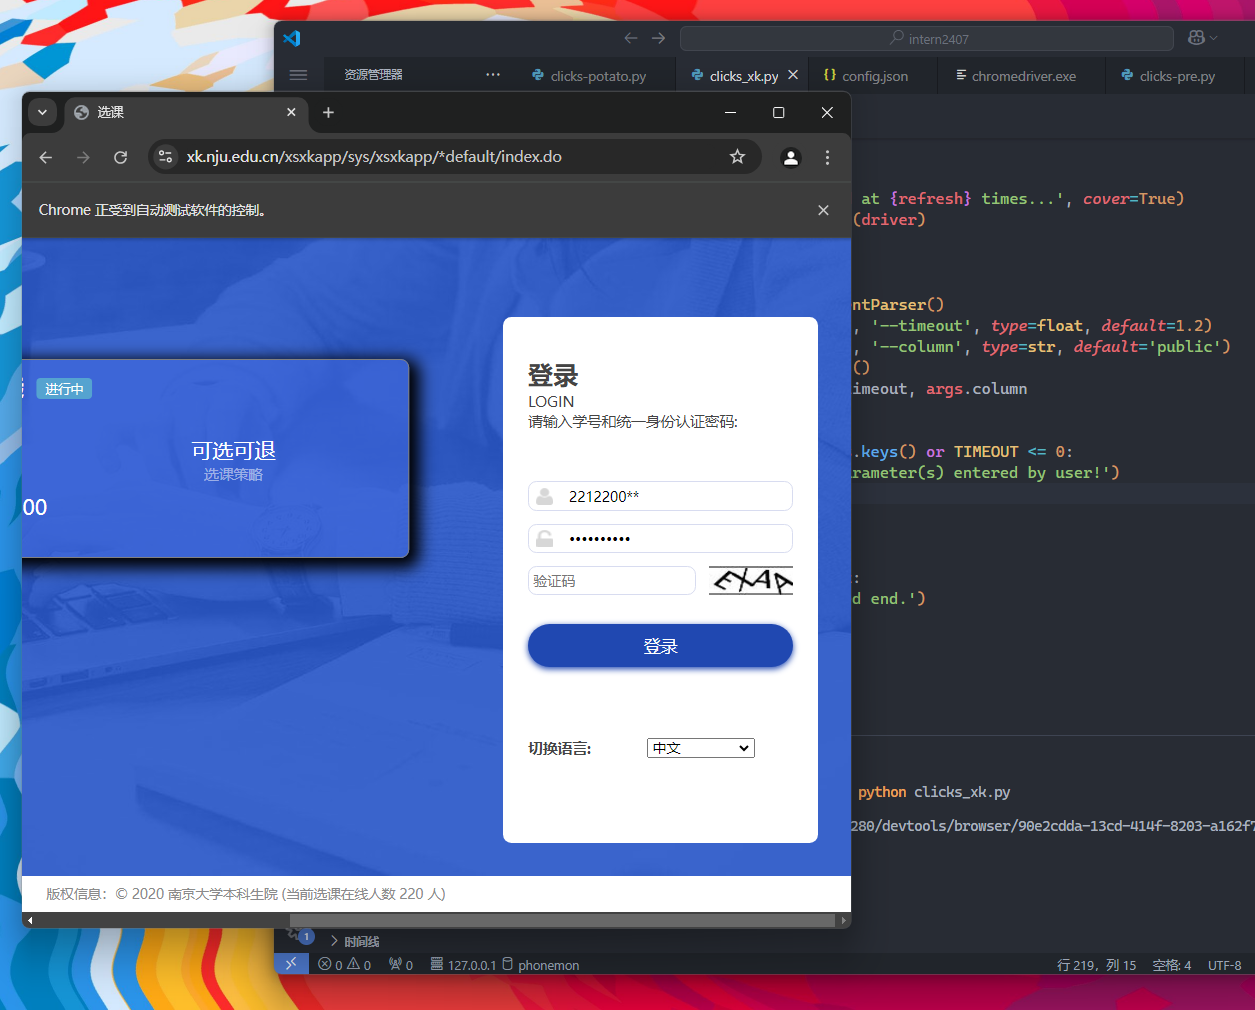 intern2407
资源管理器
clicks-potato.py
clicks_xk.py
config.json
chromedriver.exe
clicks-pre.py
选课
xk.nju.edu.cn/xsxkapp/sys/xsxkapp/*default/index.do
Chrome 正受到自动测试软件的控制。
at {refresh} times...', cover=True)
(driver)
ntParser()
, '--timeout', type=float, default=1.2)
, '--column', type=str, default='public')
()
imeout, args.column
.keys() or TIMEOUT <= 0:
rameter(s) entered by user!')
:
d end.')
进行中
可选可退
选课策略
00
登录
LOGIN
请输入学号和统一身份认证密码:
2212200**
••••••••••
验证码
EXAA
登录
切换语言:
中文
python clicks_xk.py
280/devtools/browser/90e2cdda-13cd-414f-8203-a162f7
版权信息：© 2020 南京大学本科生院 (当前选课在线人数 220 人)
1
时间线
0 0 0 127.0.0.1 phonemon
行 219，列 15 空格: 4 UTF-8